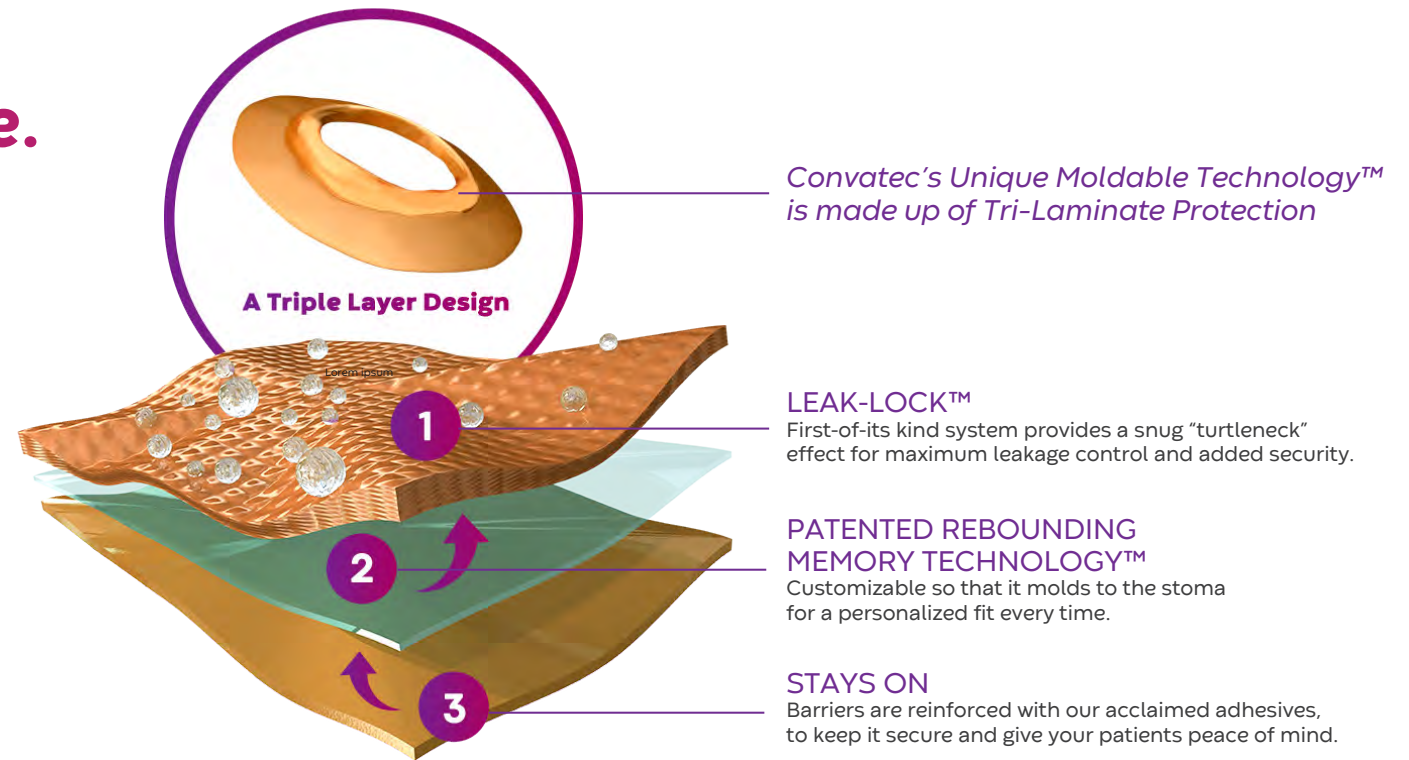 e.
Convatec's Unique Moldable Technology™
is made up of Tri-Laminate Protection
A Triple Layer Design
Lorem ipsum
1
LEAK-LOCK™
First-of-its kind system provides a snug “turtleneck”
effect for maximum leakage control and added security.
2
PATENTED REBOUNDING
MEMORY TECHNOLOGY™
Customizable so that it molds to the stoma
for a personalized fit every time.
3
STAYS ON
Barriers are reinforced with our acclaimed adhesives,
to keep it secure and give your patients peace of mind.